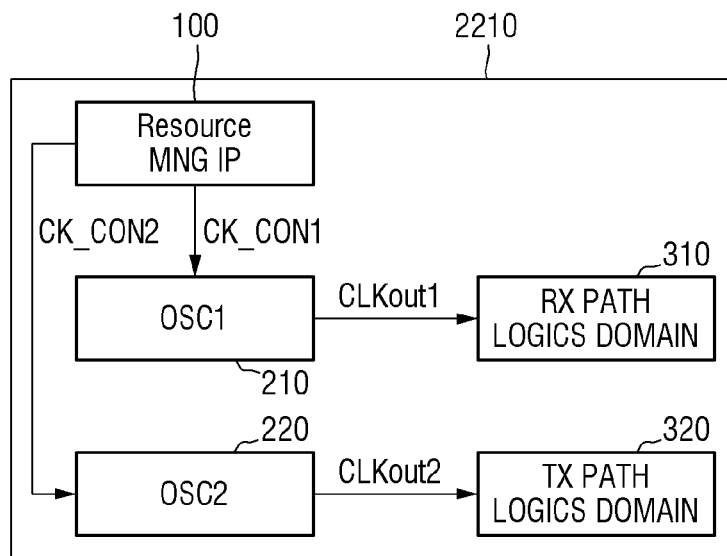 100
2210
Resource
MNG IP
CK_CON2
CK_CON1
310
OSC1
CLKout1
RX PATH
LOGICS DOMAIN
210
220
320
OSC2
CLKout2
TX PATH
LOGICS DOMAIN